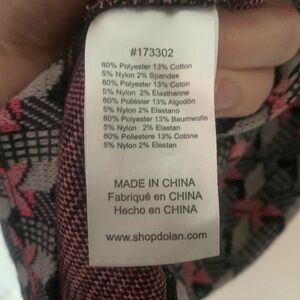 #173302
80% Polyester 13% Cotton
5% Nylon 2% Spandex
80% Polyester 13% Coton
5% Nylon 2% Élasthanne
80% Poliéster 13% Algodón
5% Nylon 2% Elastano
80% Polyester 13% Baumwolle
5% Nylon 2% Elastan
80% Poliestere 13% Cotone
5% Nylon 2% Elastan
MADE IN CHINA
Fabriqué en CHINA
Hecho en CHINA
www.shopdolan.com